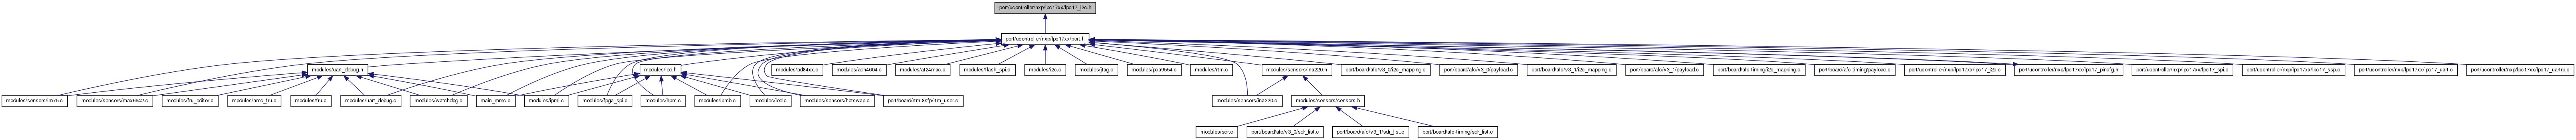 port/ucontroller/nxp/lpc17xx/lpc17_i2c.h
port/ucontroller/nxp/lpc17xx/port.h
modules/uart_debug.h
modules/led.h
modules/ad84xx.c
modules/adn4604.c
modules/at24mac.c
modules/flash_spi.c
modules/i2c.c
modules/jtag.c
modules/pca9554.c
modules/rtm.c
modules/sensors/ina220.h
port/board/afc/v3_0/i2c_mapping.c
port/board/afc/v3_0/payload.c
port/board/afc/v3_1/i2c_mapping.c
port/board/afc/v3_1/payload.c
port/board/afc-timing/i2c_mapping.c
port/board/afc-timing/payload.c
port/ucontroller/nxp/lpc17xx/lpc17_i2c.c
port/ucontroller/nxp/lpc17xx/lpc17_pincfg.h
port/ucontroller/nxp/lpc17xx/lpc17_spi.c
port/ucontroller/nxp/lpc17xx/lpc17_ssp.c
port/ucontroller/nxp/lpc17xx/lpc17_uart.c
port/ucontroller/nxp/lpc17xx/lpc17_uartrb.c
modules/sensors/lm75.c
modules/sensors/max6642.c
modules/fru_editor.c
modules/amc_fru.c
modules/fru.c
modules/uart_debug.c
modules/watchdog.c
main_mmc.c
modules/ipmi.c
modules/fpga_spi.c
modules/hpm.c
modules/ipmb.c
modules/led.c
modules/sensors/hotswap.c
port/board/rtm-8sfp/rtm_user.c
modules/sensors/ina220.c
modules/sensors/sensors.h
modules/sdr.c
port/board/afc/v3_0/sdr_list.c
port/board/afc/v3_1/sdr_list.c
port/board/afc-timing/sdr_list.c